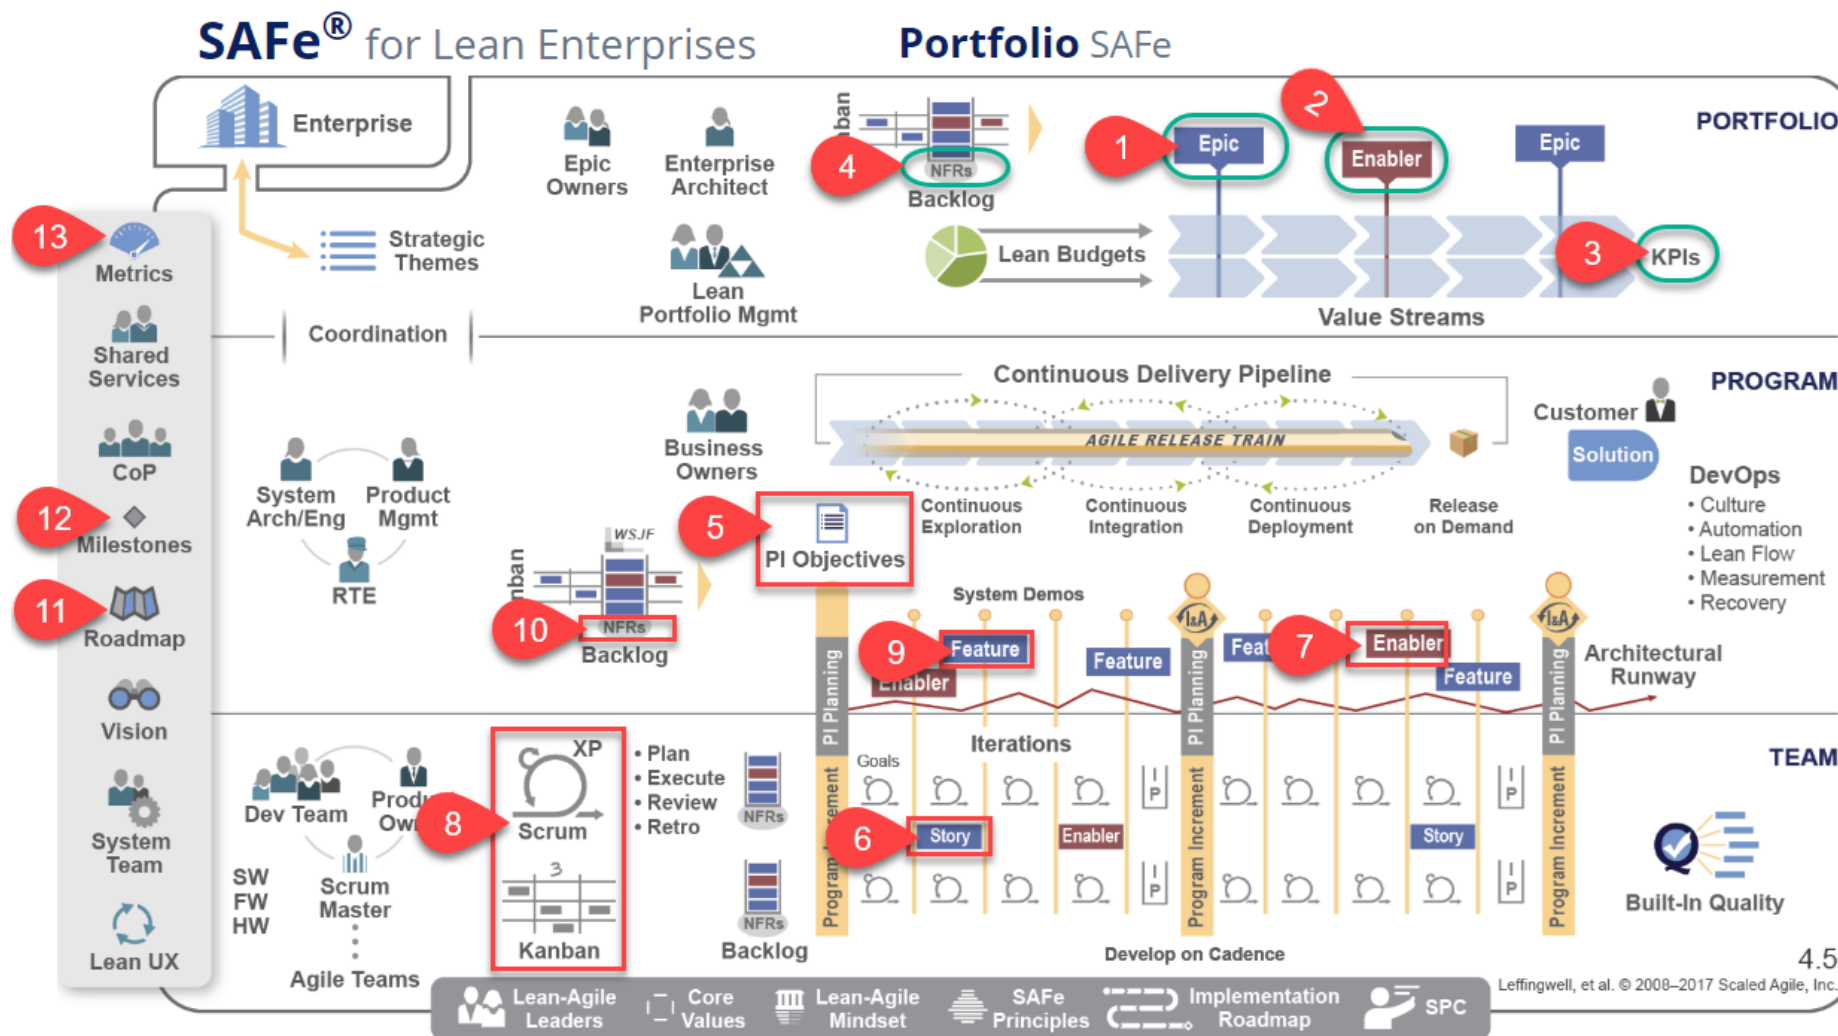 SAFe® for Lean Enterprises
Portfolio SAFe
Enterprise
Epic
Owners
Enterprise
Architect
4
NFRs
Backlog
1
Epic
2
Enabler
Epic
PORTFOLIO
13
Metrics
Strategic
Themes
Lean
Portfolio Mgmt
Lean Budgets
3
KPIs
Value Streams
Shared
Services
Coordination
CoP
12
Milestones
11
Roadmap
Vision
System
Team
Lean UX
PROGRAM
Continuous Delivery Pipeline
AGILE RELEASE TRAIN
Customer
Solution
Business
Owners
System
Arch/Eng
Product
Mgmt
RTE
Continuous
Exploration
Continuous
Integration
Continuous
Deployment
Release
on Demand
DevOps
• Culture
• Automation
• Lean Flow
• Measurement
• Recovery
5
PI Objectives
WSJF
10
NFRs
Backlog
System Demos
9
Feature
Enabler
Feature
I&A
7
Enabler
Feature
I&A
Architectural
Runway
PI Planning
PI Planning
PI Planning
TEAM
Dev Team
Scrum
Master
SW
FW
HW
Agile Teams
8
XP
Scrum
3
Kanban
• Plan
• Execute
• Review
• Retro
NFRs
NFRs
Backlog
Iterations
Goals
6
Story
Enabler
Story
I P
I P
I P
I P
I P
I P
Program Increment
Program Increment
Develop on Cadence
Built-In Quality
4.5
Leffingwell, et al. © 2008–2017 Scaled Agile, Inc.
Lean-Agile
Leaders
Core
Values
Lean-Agile
Mindset
SAFe
Principles
Implementation
Roadmap
SPC